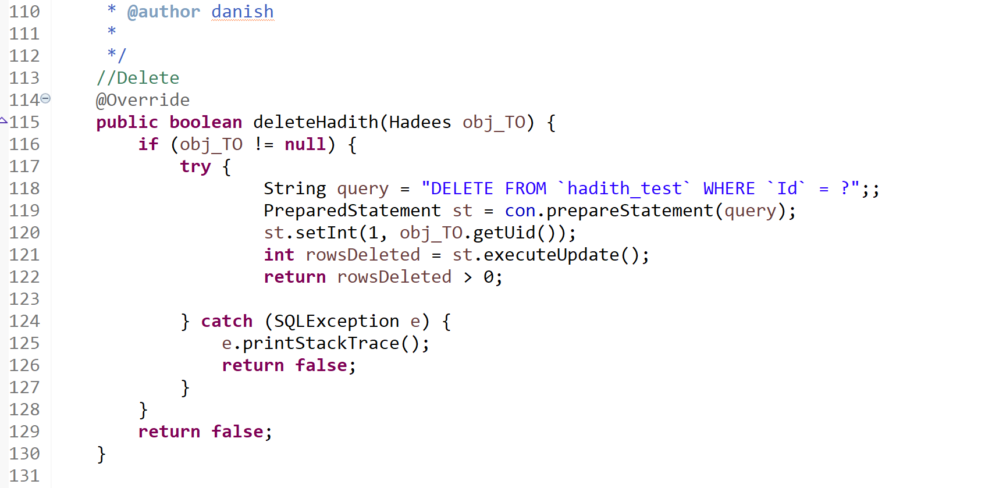 110 * @author danish
111 *
112 */
113 //Delete
114 @Override
115 public boolean deleteHadith(Hadees obj_TO) {
116 if (obj_TO != null) {
117 try {
118 String query = "DELETE FROM `hadith_test` WHERE `Id` = ?";;
119 PreparedStatement st = con.prepareStatement(query);
120 st.setInt(1, obj_TO.getUid());
121 int rowsDeleted = st.executeUpdate();
122 return rowsDeleted > 0;
123
124 } catch (SQLException e) {
125 e.printStackTrace();
126 return false;
127 }
128 }
129 return false;
130 }
131